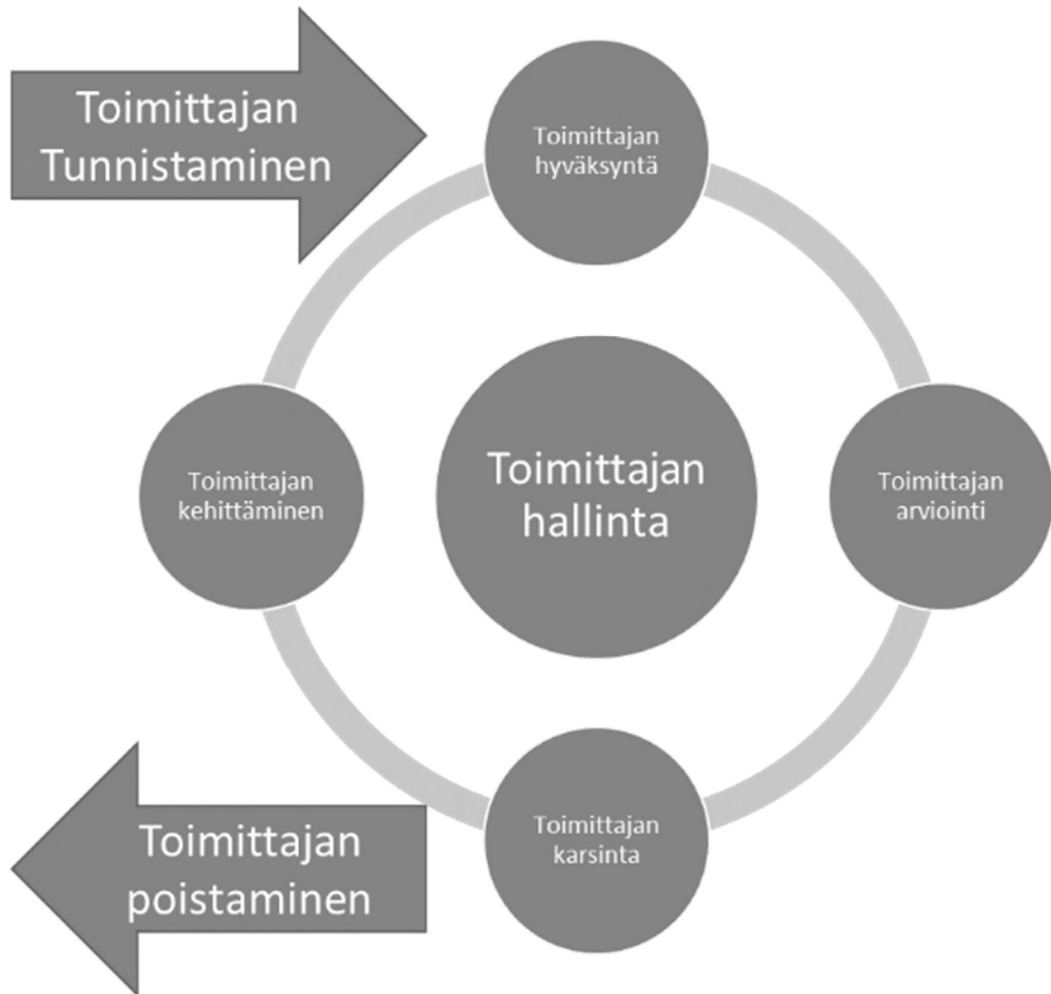 Toimittajan
Tunnistaminen
Toimittajan
hyväksyntä
Toimittajan
kehittäminen
Toimittajan
hallinta
Toimittajan
arviointi
Toimittajan
karsinta
Toimittajan
poistaminen